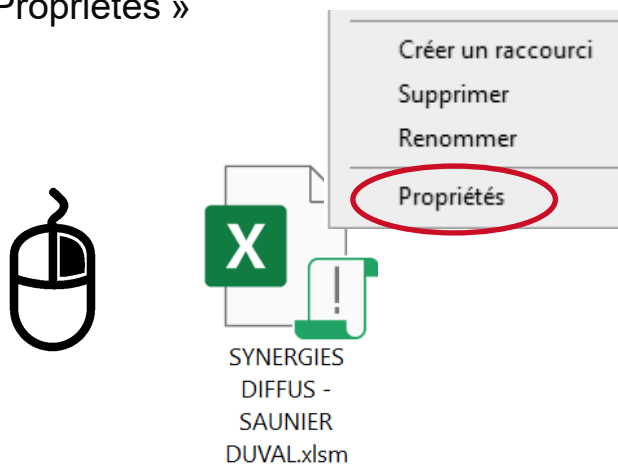 Propriétés »
Créer un raccourci
Supprimer
Renommer
Propriétés
X
SYNERGIES
DIFFUS -
SAUNIER
DUVAL.xlsm